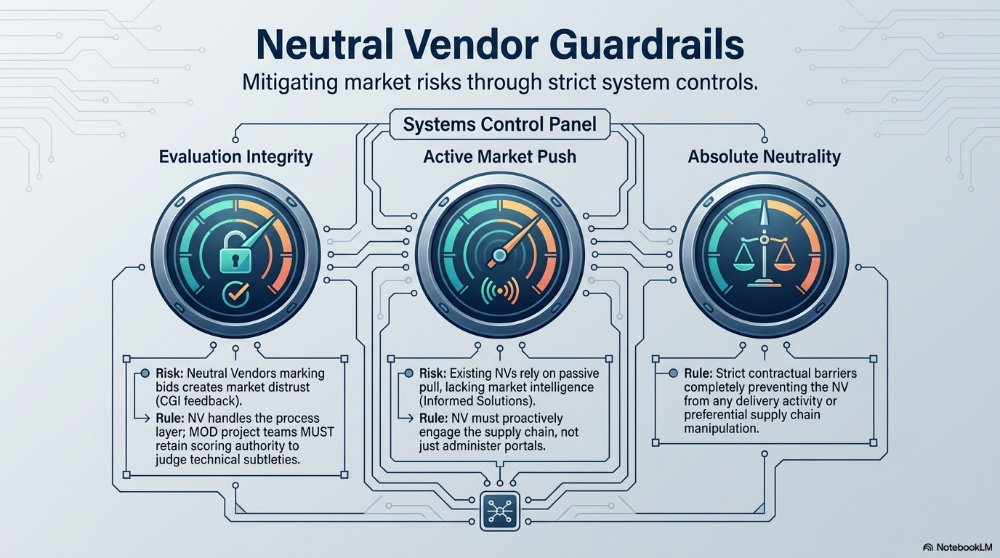 Neutral Vendor Guardrails
Mitigating market risks through strict system controls.
Systems Control Panel
Evaluation Integrity
Risk: Neutral Vendors marking
bids creates market distrust
(CGI feedback).
Rule: NV handles the process
layer; MOD project teams MUST
retain scoring authority to
judge technical subtleties.
Active Market Push
Risk: Existing NVs rely on passive
pull, lacking market intelligence
(Informed Solutions).
Rule: NV must proactively
engage the supply chain, not
just administer portals.
Absolute Neutrality
Rule: Strict contractual barriers
completely preventing the NV
from any delivery activity or
preferential supply chain
manipulation.
NotebookLM